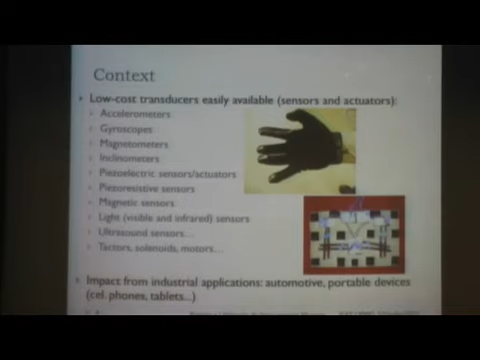 Context
Low-cost transducers easily available (sensors and actuators):
Accelerometers
Gyroscopes
Magnetometers
Inclinometers
Piezoelectric sensors/actuators
Piezoresistive sensors
Magnetic sensors
Light (visible and infrared) sensors
Ultrasound sensors...
Tactors, solenoids, motors...
Impact from industrial applications: automotive, portable devices
(cel. phones, tablets...)